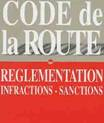 CODE de
la ROUTE
REGLEMENTATION
INFRACTIONS - SANCTIONS